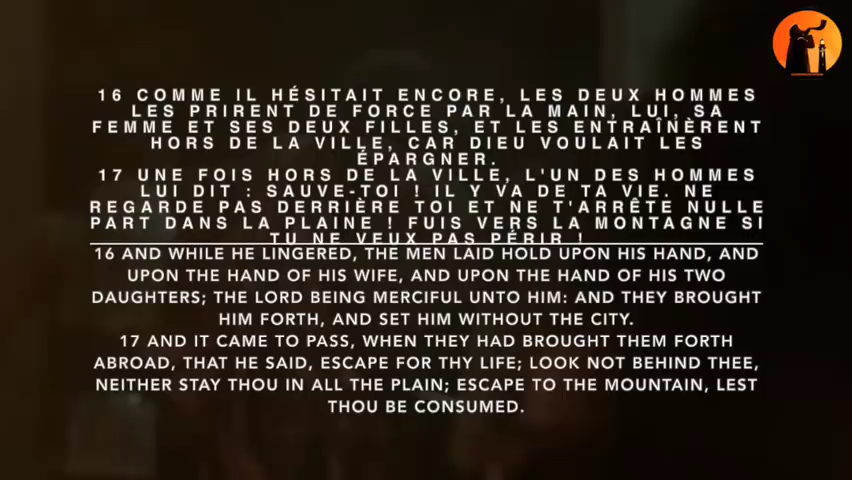 16 COMME IL HÉSITAIT ENCORE, LES DEUX HOMMES
LES PRIRENT DE FORCE PAR LA MAIN, LUI, SA
FEMME ET SES DEUX FILLES, ET LES ENTRAÎNÈRENT
HORS DE LA VILLE, CAR DIEU VOULAIT LES
ÉPARGNER.
17 UNE FOIS HORS DE LA VILLE, L'UN DES HOMMES
LUI DIT : SAUVE-TOI ! IL Y VA DE TA VIE. NE
REGARDE PAS DERRIÈRE TOI ET NE T'ARRÊTE NULLE
PART DANS LA PLAINE ! FUIS VERS LA MONTAGNE SI
TU NE VEUX PAS PÉRIR !
16 AND WHILE HE LINGERED, THE MEN LAID HOLD UPON HIS HAND, AND
UPON THE HAND OF HIS WIFE, AND UPON THE HAND OF HIS TWO
DAUGHTERS; THE LORD BEING MERCIFUL UNTO HIM: AND THEY BROUGHT
HIM FORTH, AND SET HIM WITHOUT THE CITY.
17 AND IT CAME TO PASS, WHEN THEY HAD BROUGHT THEM FORTH
ABROAD, THAT HE SAID, ESCAPE FOR THY LIFE; LOOK NOT BEHIND THEE,
NEITHER STAY THOU IN ALL THE PLAIN; ESCAPE TO THE MOUNTAIN, LEST
THOU BE CONSUMED.